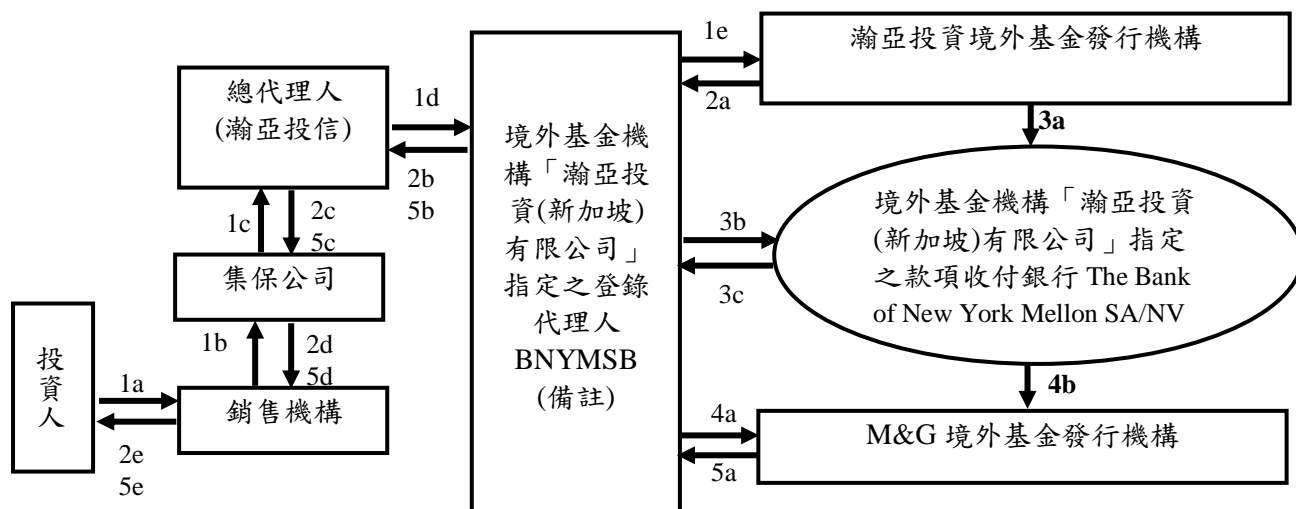 投
資
人
1a
2e
5e
總代理人
(瀚亞投信)
1c
2c
5c
集保公司
1b
2d
5d
銷售機構
1d
2b
5b
境外基金機
構「瀚亞投
資(新加坡)
有限公司」
指定之登錄
代理人
BNYMSB
(備註)
1e
2a
瀚亞投資境外基金發行機構
3a
3b
3c
境外基金機構「瀚亞投資
(新加坡)有限公司」指定
之款項收付銀行 The Bank
of New York Mellon SA/NV
4b
4a
5a
M&G 境外基金發行機構